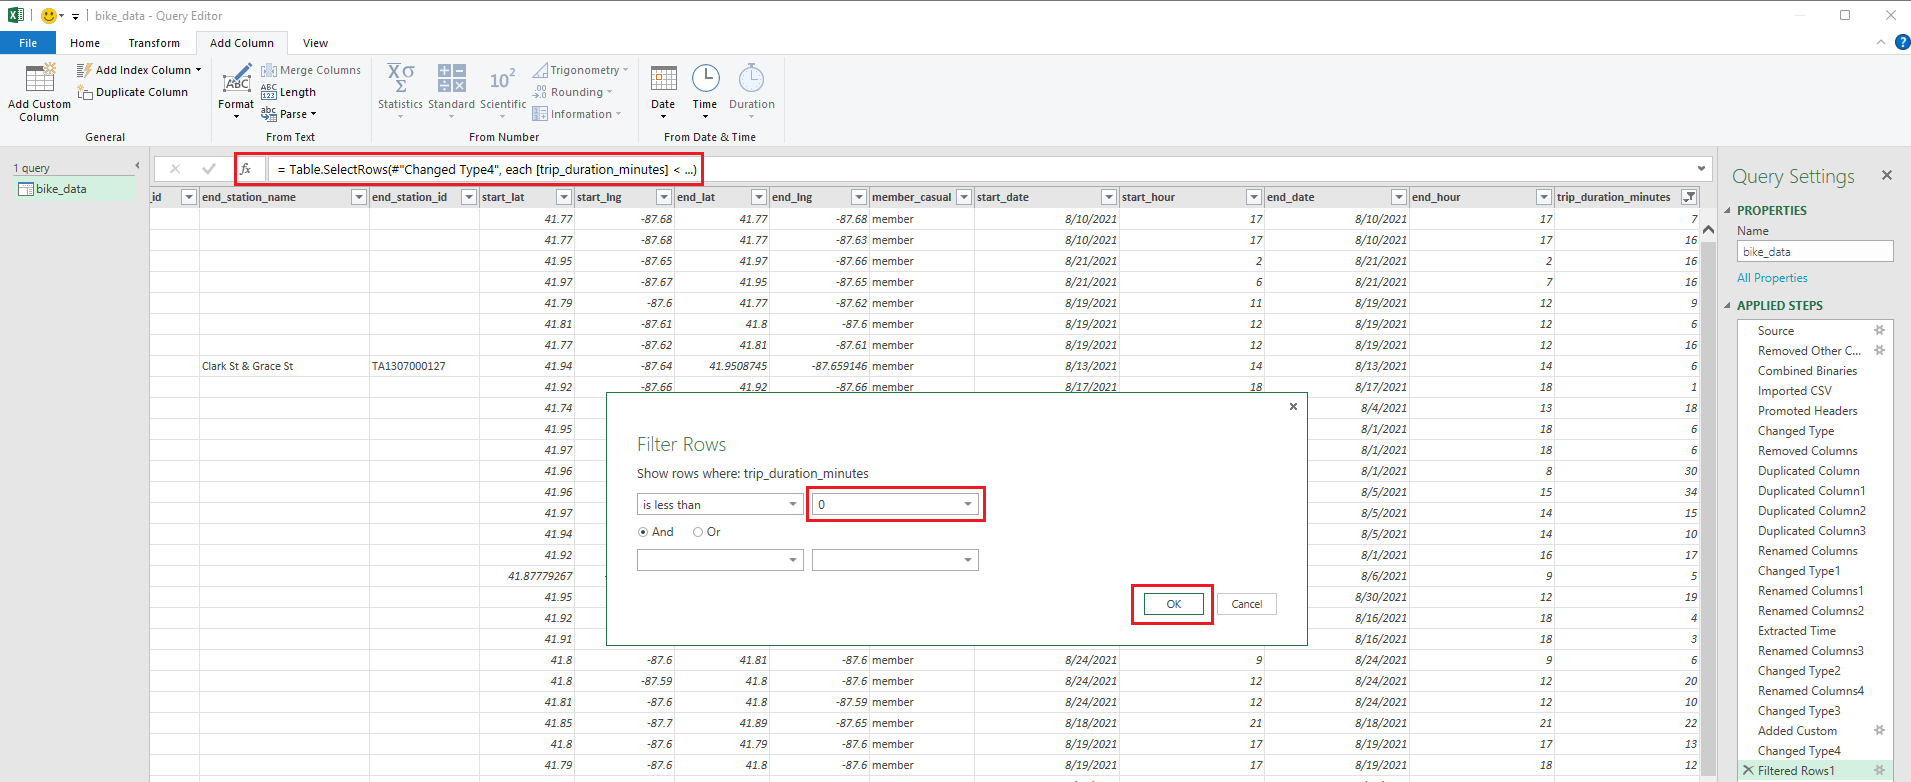 bike_data - Query Editor
File Home Transform Add Column View
Add Custom Column
Add Index Column
Duplicate Column
General
Format
Merge Columns
ABC 123 Length
abc Parse
From Text
Statistics Standard Scientific
Trigonometry
Rounding
Information
From Number
Date Time Duration
From Date & Time
1 query
bike_data
fx = Table.SelectRows(#"Changed Type4", each [trip_duration_minutes] < ...)
_id end_station_name end_station_id start_lat start_lng end_lat end_lng member_casual start_date start_hour end_date end_hour trip_duration_minutes
41.77 -87.68 41.77 -87.68 member 8/10/2021 17 8/10/2021 17 7
41.77 -87.68 41.77 -87.63 member 8/10/2021 17 8/10/2021 17 16
41.95 -87.65 41.97 -87.66 member 8/21/2021 2 8/21/2021 2 16
41.97 -87.67 41.95 -87.65 member 8/21/2021 6 8/21/2021 7 16
41.79 -87.6 41.77 -87.62 member 8/19/2021 11 8/19/2021 12 9
41.81 -87.61 41.8 -87.6 member 8/19/2021 12 8/19/2021 12 6
41.77 -87.62 41.81 -87.61 member 8/19/2021 12 8/19/2021 12 16
Clark St & Grace St TA1307000127 41.94 -87.64 41.9508745 -87.659146 member 8/13/2021 14 8/13/2021 14 6
41.92 -87.66 41.92 -87.66 member 8/17/2021 18 8/17/2021 18 1
41.74 8/4/2021 13 18
41.95 8/1/2021 18 6
41.97 8/1/2021 18 6
41.96 8/1/2021 8 30
41.96 8/5/2021 15 34
41.97 8/5/2021 14 15
41.94 8/5/2021 14 10
41.92 8/1/2021 16 17
41.87779267 8/6/2021 9 5
41.95 8/30/2021 12 19
41.92 8/16/2021 18 4
41.91 8/16/2021 18 3
41.8 -87.6 41.81 -87.6 member 8/24/2021 9 8/24/2021 9 6
41.8 -87.59 41.8 -87.6 member 8/24/2021 12 8/24/2021 12 20
41.81 -87.6 41.8 -87.59 member 8/24/2021 12 8/24/2021 12 10
41.85 -87.7 41.89 -87.65 member 8/18/2021 21 8/18/2021 21 22
41.8 -87.6 41.79 -87.6 member 8/19/2021 17 8/19/2021 17 13
41.79 -87.6 41.8 -87.6 member 8/19/2021 17 8/19/2021 18 12
Filter Rows
Show rows where: trip_duration_minutes
is less than 0
And Or
OK Cancel
Query Settings
PROPERTIES
Name
bike_data
All Properties
APPLIED STEPS
Source
Removed Other C...
Combined Binaries
Imported CSV
Promoted Headers
Changed Type
Removed Columns
Duplicated Column
Duplicated Column1
Duplicated Column2
Duplicated Column3
Renamed Columns
Changed Type1
Renamed Columns1
Renamed Columns2
Extracted Time
Renamed Columns3
Changed Type2
Renamed Columns4
Changed Type3
Added Custom
Changed Type4
Filtered Rows1